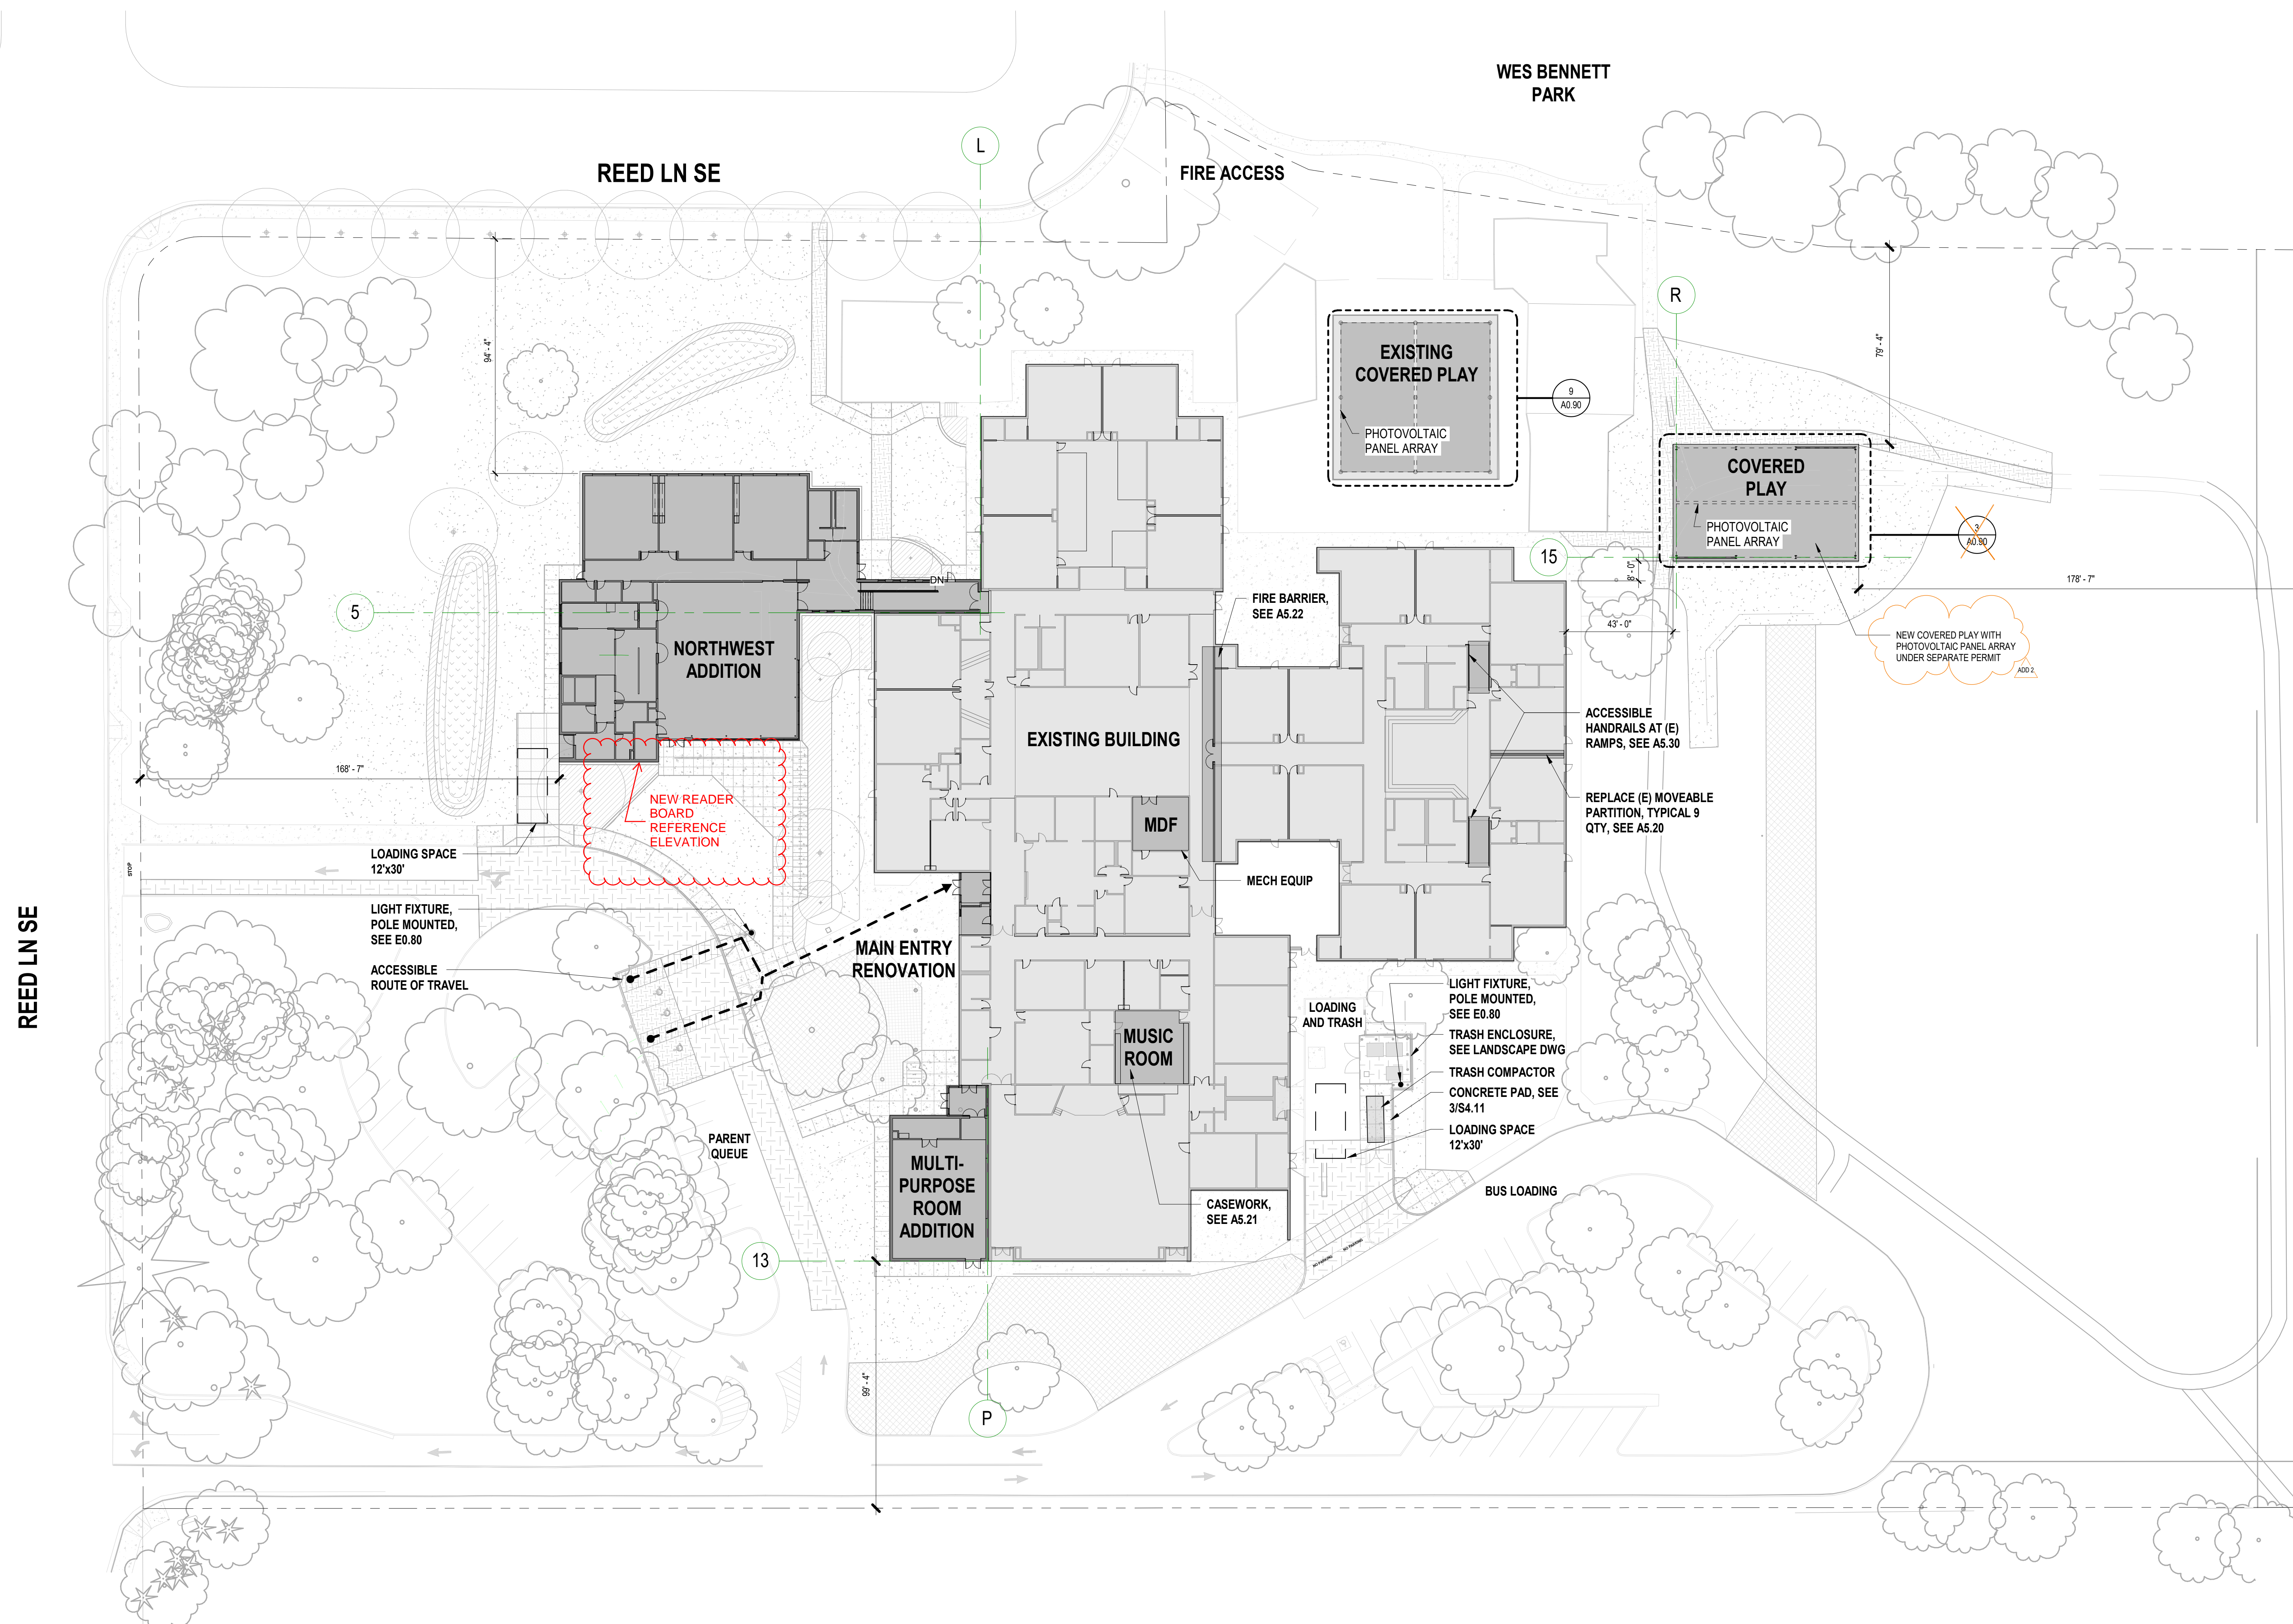 WES BENNETT
PARK
L
REED LN SE
FIRE ACCESS
R
94' - 4"
79' - 4"
EXISTING
COVERED PLAY
9
A0.90
PHOTOVOLTAIC
PANEL ARRAY
COVERED
PLAY
PHOTOVOLTAIC
PANEL ARRAY
3
A0.90
15
8' - 0"
178' - 7"
DN
5
FIRE BARRIER,
SEE A5.22
43' - 0"
NEW COVERED PLAY WITH
PHOTOVOLTAIC PANEL ARRAY
UNDER SEPARATE PERMIT
ADD 2
NORTHWEST
ADDITION
EXISTING BUILDING
ACCESSIBLE
HANDRAILS AT (E)
RAMPS, SEE A5.30
168' - 7"
NEW READER
BOARD
REFERENCE
ELEVATION
REPLACE (E) MOVEABLE
PARTITION, TYPICAL 9
QTY, SEE A5.20
MDF
LOADING SPACE
12'x30'
STOP
MECH EQUIP
LIGHT FIXTURE,
POLE MOUNTED,
SEE E0.80
REED LN SE
MAIN ENTRY
RENOVATION
ACCESSIBLE
ROUTE OF TRAVEL
LIGHT FIXTURE,
POLE MOUNTED,
SEE E0.80
LOADING
AND TRASH
TRASH ENCLOSURE,
SEE LANDSCAPE DWG
MUSIC
ROOM
TRASH COMPACTOR
CONCRETE PAD, SEE
3/S4.11
LOADING SPACE
12'x30'
PARENT
QUEUE
MULTI-
PURPOSE
ROOM
ADDITION
BUS LOADING
CASEWORK,
SEE A5.21
NO PARKING
NO PARKING
13
99' - 4"
P